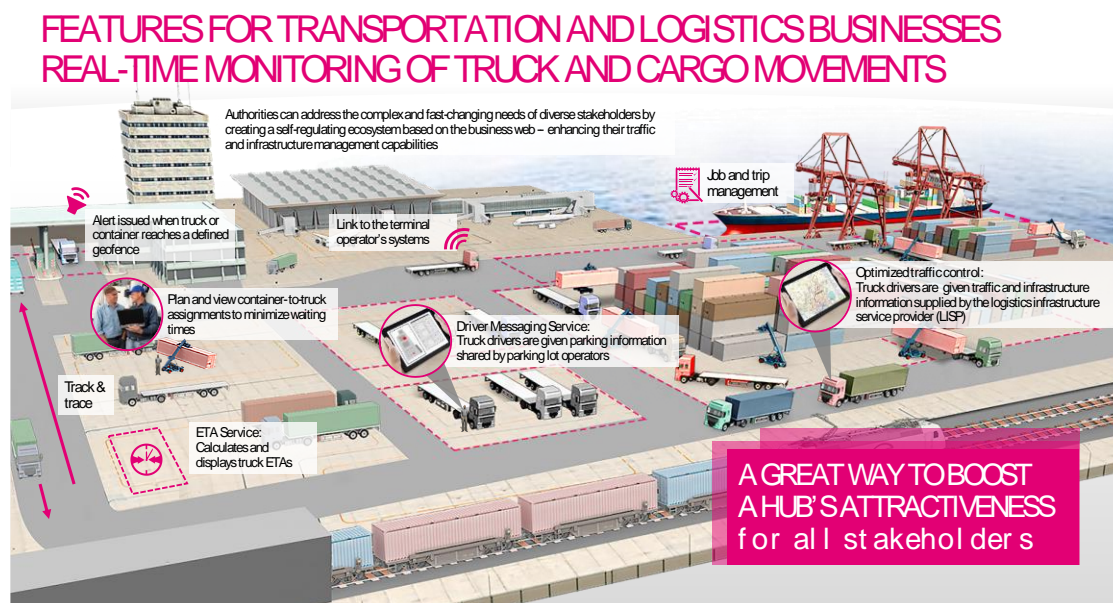 FEATURES FOR TRANSPORTATION AND LOGISTICS BUSINESSES
REAL-TIME MONITORING OF TRUCK AND CARGO MOVEMENTS
Authorities can address the complex and fast-changing needs of diverse stakeholders by
creating a self-regulating ecosystem based on the business web – enhancing their traffic
and infrastructure management capabilities
Job and trip
management
Alert issued when truck or
container reaches a defined
geofence
Link to the terminal
operator's systems
Optimized traffic control:
Truck drivers are given traffic and infrastructure
information supplied by the logistics infrastructure
service provider (LISP)
Plan and view container-to-truck
assignments to minimize waiting
times
Driver Messaging Service:
Truck drivers are given parking information
shared by parking lot operators
Track &
trace
ETA Service:
Calculates and
displays truck ETAs
A GREAT WAY TO BOOST
A HUB'S ATTRACTIVENESS
for all stakeholders